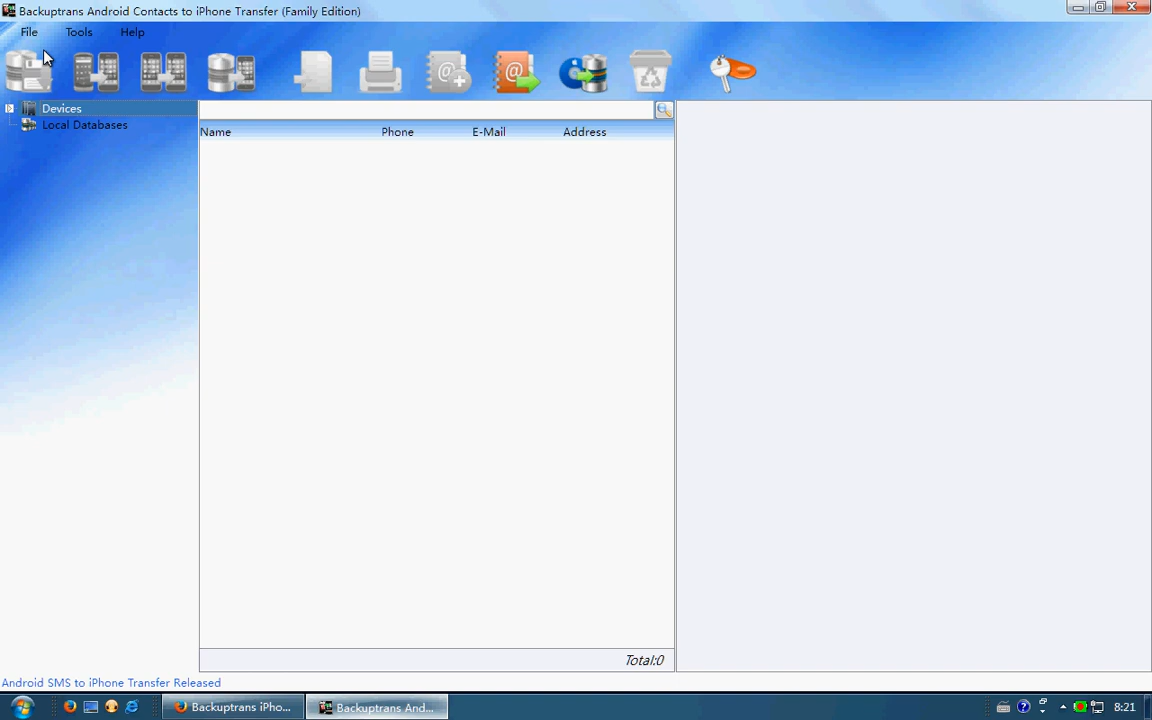 Backuptrans Android Contacts to iPhone Transfer (Family Edition)
File Tools Help
Devices
Local Databases
Name Phone E-Mail Address
Total:0
Android SMS to iPhone Transfer Released
Backuptrans iPho...
Backuptrans And...
8:21